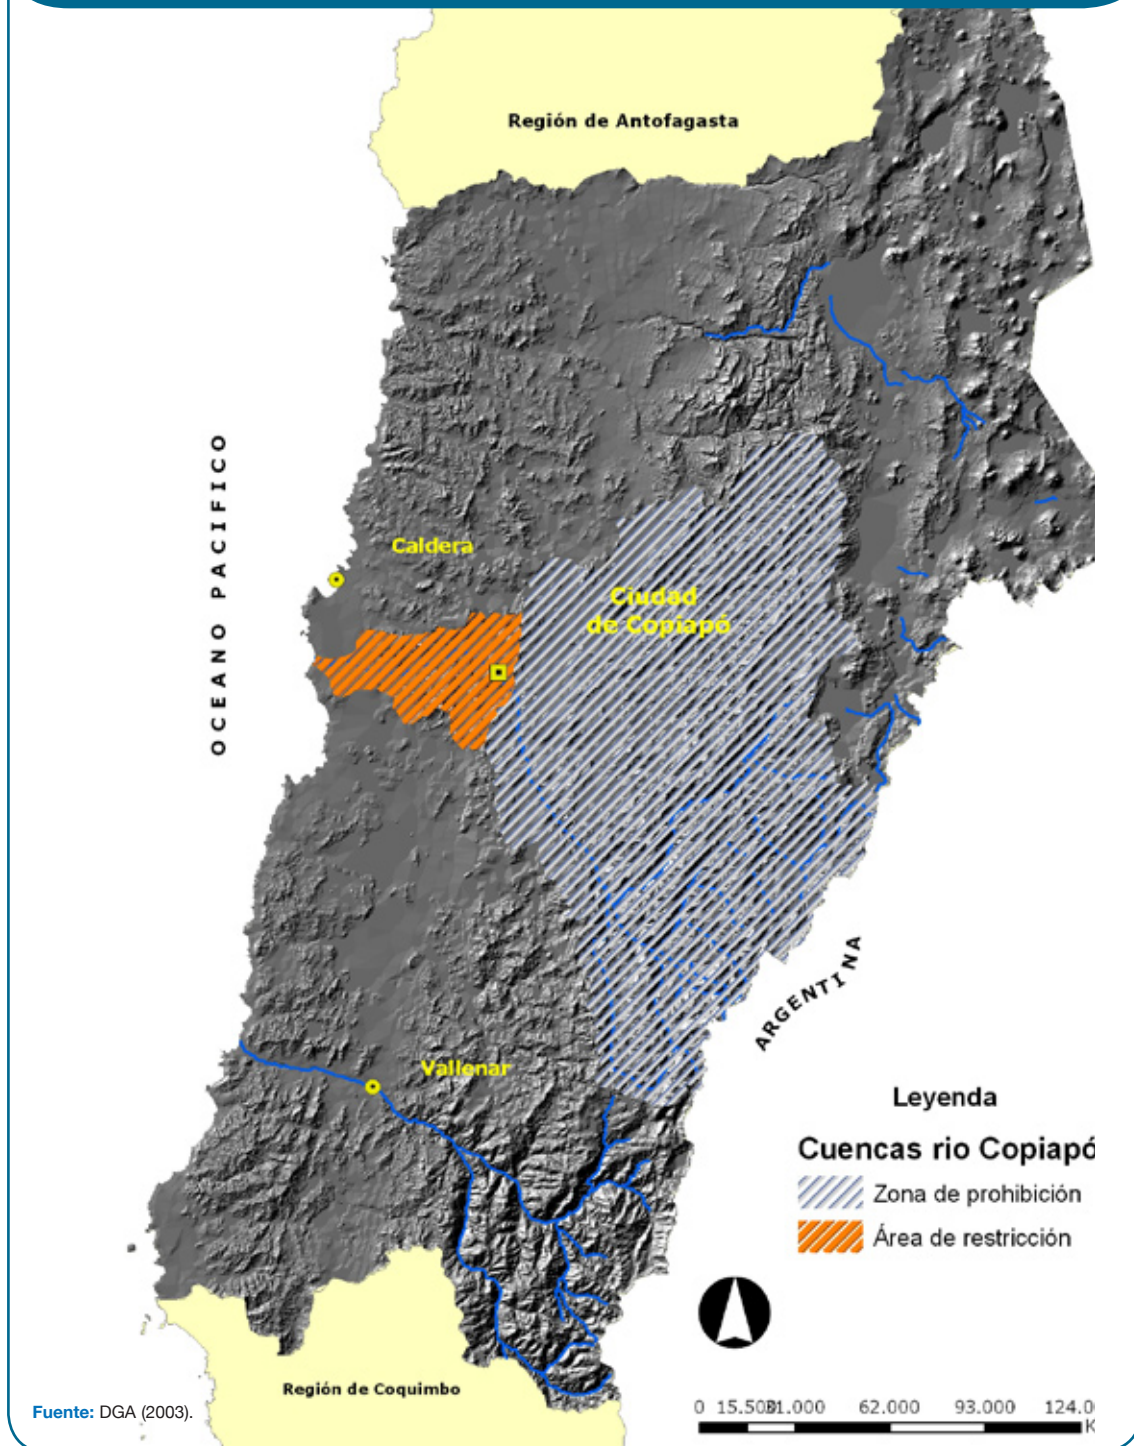 Región de Antofagasta
OCEANO PACIFICO
Caldera
Ciudad
de Copiapó
ARGENTINA
Vallenar
Leyenda
Cuencas rio Copiapó
Zona de prohibición
Área de restricción
Región de Coquimbo
0 62.000 93.000
Fuente: DGA (2003).